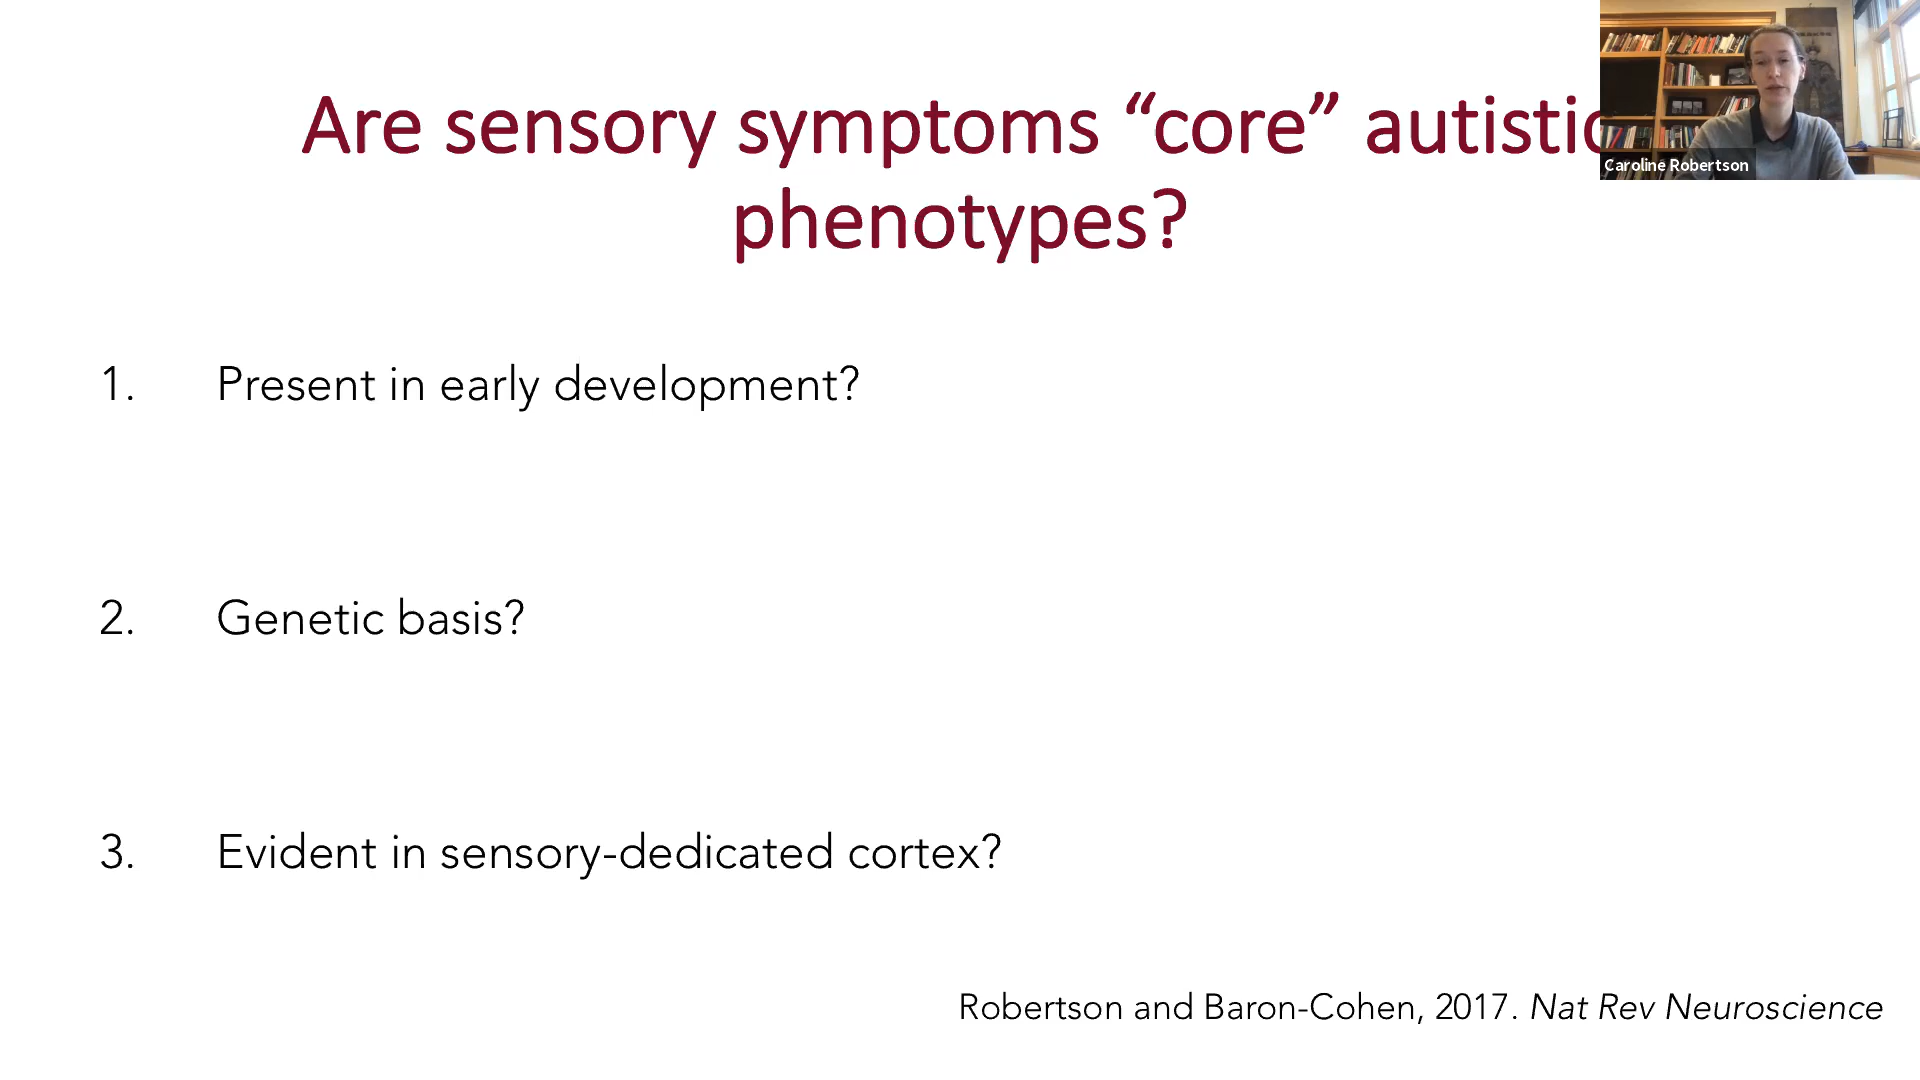 Are sensory symptoms “core” autistic
phenotypes?
Caroline Robertson
1. Present in early development?
2. Genetic basis?
3. Evident in sensory-dedicated cortex?
Robertson and Baron-Cohen, 2017. Nat Rev Neuroscience